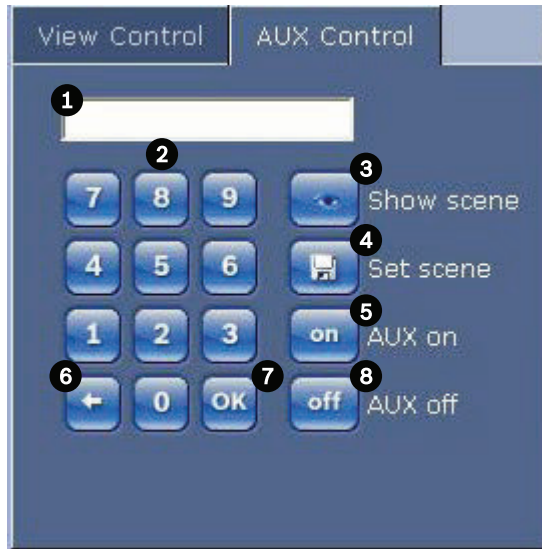 View Control AUX Control
1
2
3
7 8 9 Show scene
4
4 5 6 Set scene
5
1 2 3 on AUX on
6 7 8
0 OK off AUX off